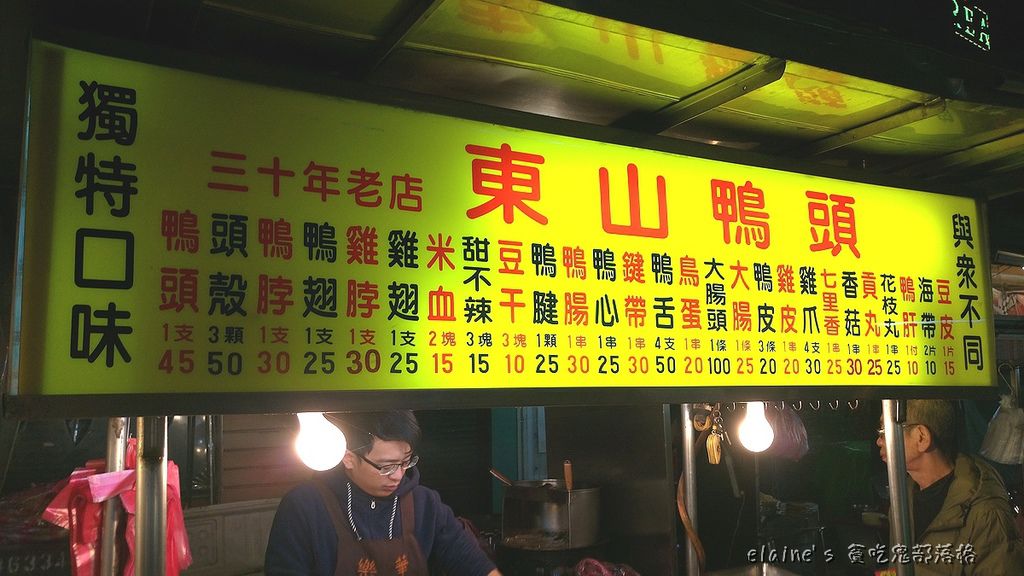 獨特口味
三十年老店
東山鴨頭
與眾不同
鴨頭 1支 45
頭殼 3顆 50
鴨脖 1支 30
鴨翅 1支 25
雞脖 1支 30
雞翅 1支 25
米血 2塊 15
甜不辣 3塊 15
豆干 3塊 10
鴨腱 1顆 25
鴨腸 1串 30
鴨心 1串 25
鍵帶 1串 30
鴨舌 4支 50
鳥蛋 1串 20
大腸頭 1條 100
大腸 1條 25
鴨皮 3條 20
雞皮 1串 20
雞爪 4支 30
七里香 1串 25
香菇 1串 30
貢丸 1串 25
花枝丸 1串 25
鴨肝 1付 10
海帶 2片 10
豆皮 1片 15
樂 華
elaine's 貪吃鬼部落格